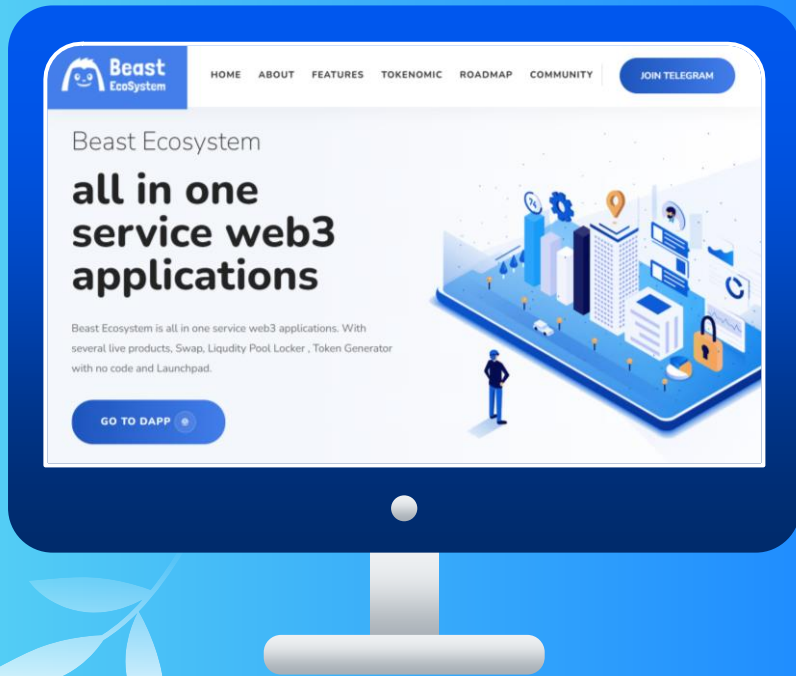 Beast
EcoSystem
HOME ABOUT FEATURES TOKENOMIC ROADMAP COMMUNITY
JOIN TELEGRAM
Beast Ecosystem
all in one
service web3
applications
74
Beast Ecosystem is all in one service web3 applications. With
several live products, Swap, Liqudity Pool Locker , Token Generator
with no code and Launchpad.
GO TO DAPP